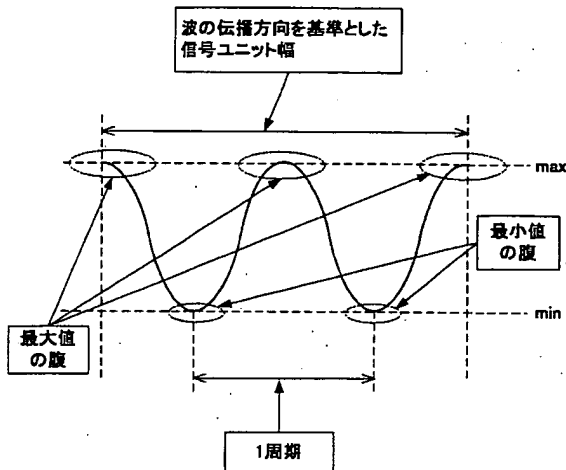 波の伝播方向を基準とした
信号ユニット幅
max
最小値
の腹
min
最大値
の腹
1周期